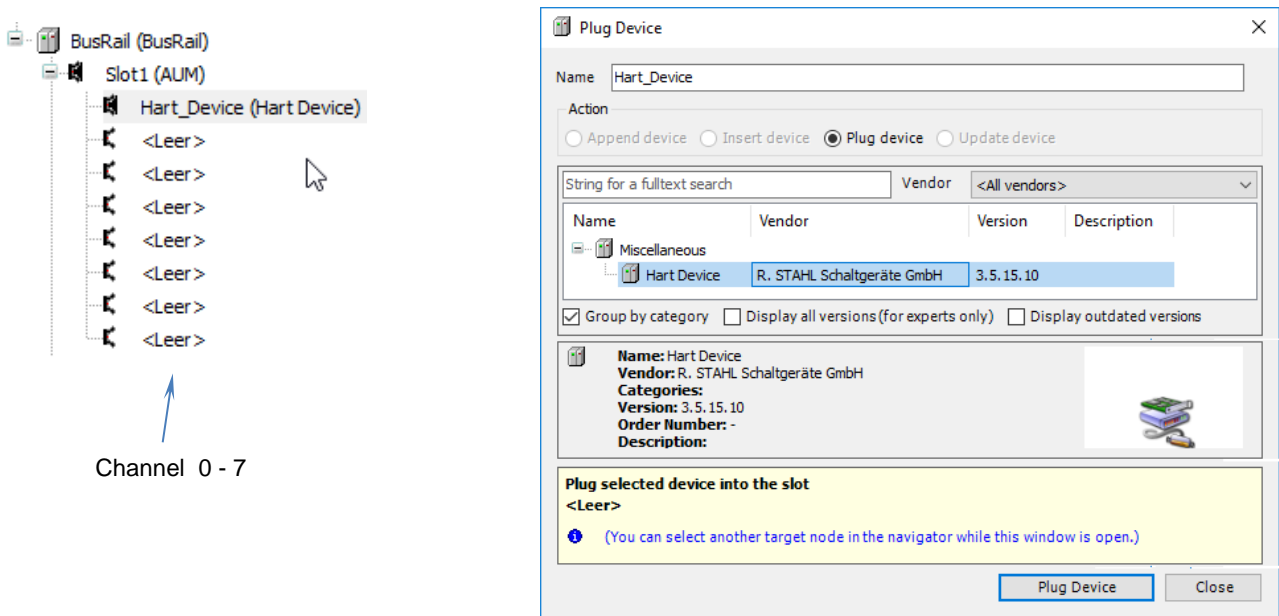 BusRail (BusRail)
Slot1 (AUM)
Hart_Device (Hart Device)
<Leer>
<Leer>
<Leer>
<Leer>
<Leer>
<Leer>
<Leer>
Channel 0 - 7
Plug Device
Name Hart_Device
Action
Append device Insert device Plug device Update device
String for a fulltext search Vendor <All vendors>
Name Vendor Version Description
Miscellaneous
Hart Device R. STAHL Schaltgeräte GmbH 3.5.15.10
Group by category Display all versions (for experts only) Display outdated versions
Name: Hart Device
Vendor: R. STAHL Schaltgeräte GmbH
Categories:
Version: 3.5.15.10
Order Number: -
Description:
Plug selected device into the slot
<Leer>
(You can select another target node in the navigator while this window is open.)
Plug Device Close